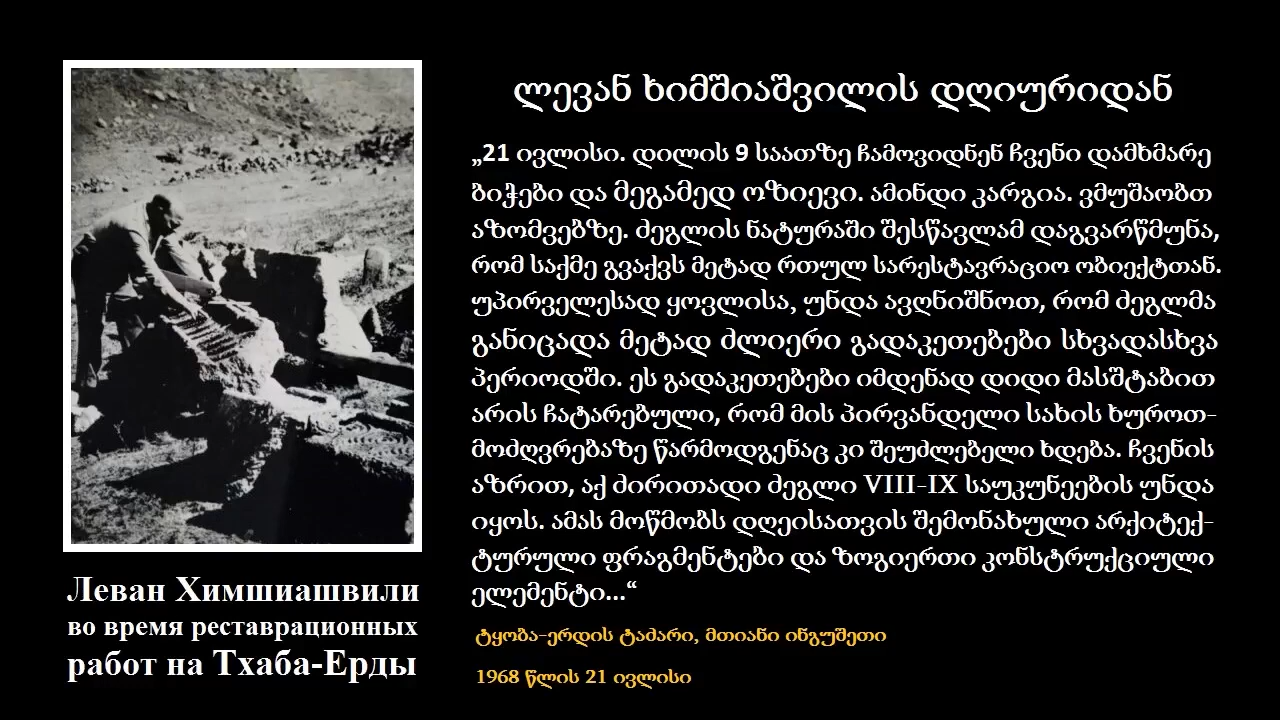 ლევან ხიმშიაშვილის დღიურიდან
„21 ივლისი. დილის 9 საათზე ჩამოვიდნენ ჩვენი დამხმარე
ბიჭები და მეგამედ ოზიევი. ამინდი კარგია. ვმუშაობთ
აზომვებზე. ძეგლის ნატურაში შესწავლამ დაგვარწმუნა,
რომ საქმე გვაქვს მეტად რთულ სარესტავრაციო ობიექტთან.
უპირველესად ყოვლისა, უნდა ავღნიშნოთ, რომ ძეგლმა
განიცადა მეტად ძლიერი გადაკეთებები სხვადასხვა
პერიოდში. ეს გადაკეთებები იმდენად დიდი მასშტაბით
არის ჩატარებული, რომ მის პირვანდელი სახის ხუროთ-
მოძღვრებაზე წარმოდგენაც კი შეუძლებელი ხდება. ჩვენის
აზრით, აქ ძირითადი ძეგლი VIII-IX საუკუნეების უნდა
იყოს. ამას მოწმობს დღეისათვის შემონახული არქიტექ-
ტურული ფრაგმენტები და ზოგიერთი კონსტრუქციული
ელემენტი...“
ტყობა-ერდის ტაძარი, მთიანი ინგუშეთი
1968 წლის 21 ივლისი
Леван Химшиашвили
во время реставрационных
работ на Тхаба-Ерды